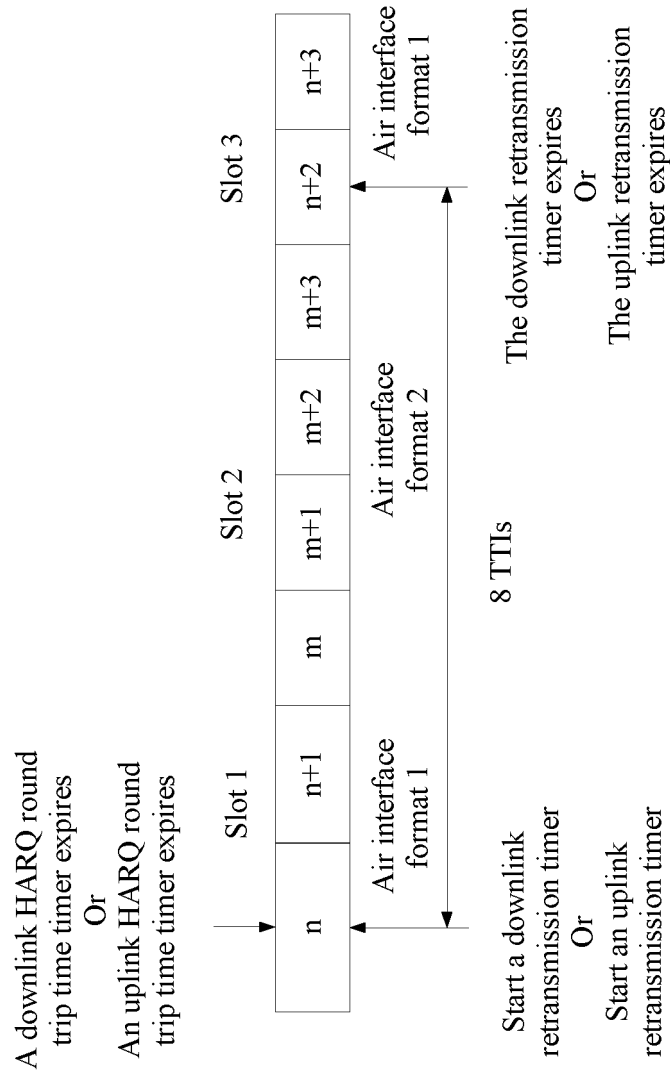 A downlink HARQ round
trip time timer expires
Or
An uplink HARQ round
trip time timer expires
Slot 1
Slot 2
Slot 3
n
n+1
m
m+1
m+2
m+3
n+2
n+3
Air interface
format 1
Air interface
format 2
Air interface
format 1
8 TTIs
Start a downlink
retransmission timer
Or
Start an uplink
retransmission timer
The downlink retransmission
timer expires
Or
The uplink retransmission
timer expires